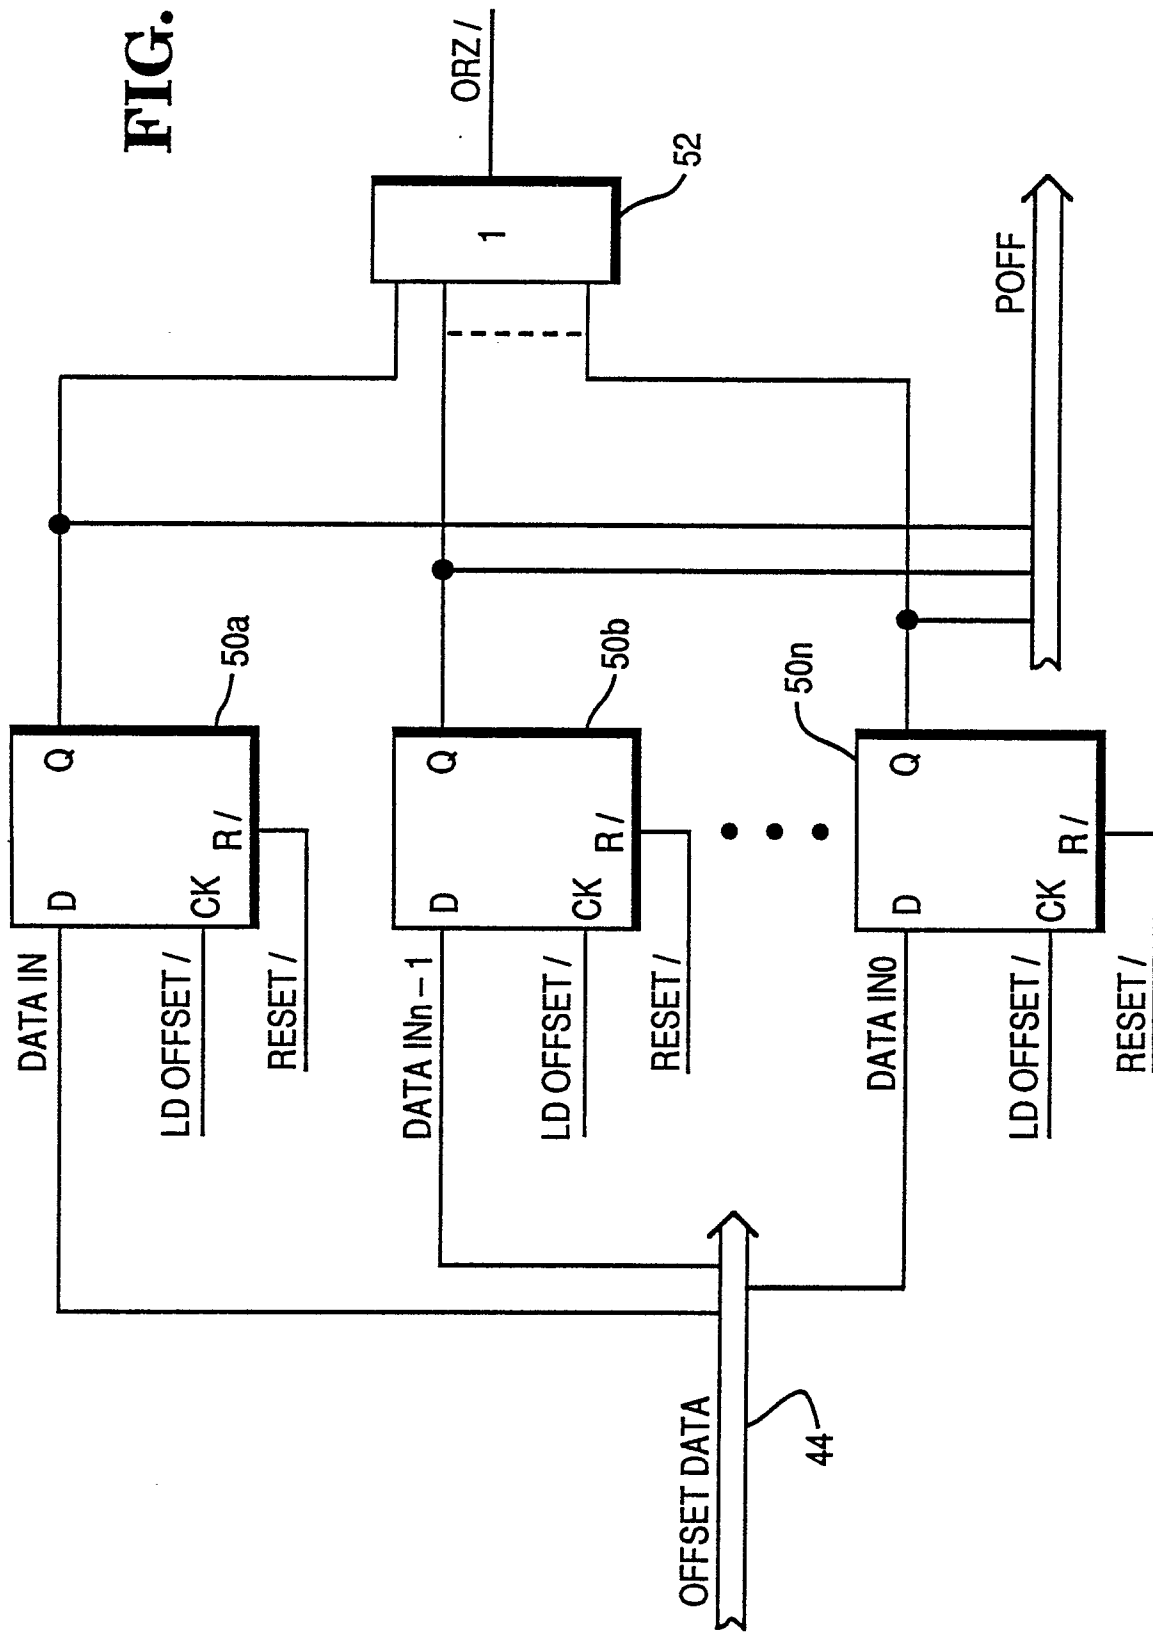 FIG.
DATA IN
D
Q
LD OFFSET /
CK
R /
RESET /
50a
DATA INn – 1
D
Q
LD OFFSET /
CK
R /
RESET /
50b
DATA IN0
D
Q
LD OFFSET /
CK
R /
RESET /
50n
1
52
ORZ /
OFFSET DATA
44
POFF